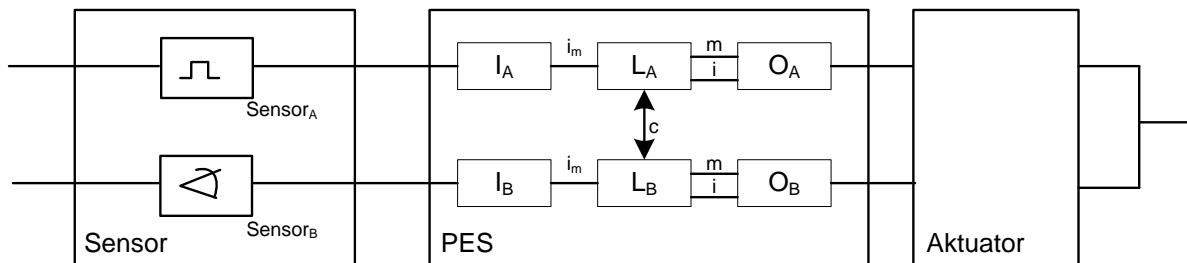 Sensor_A
Sensor_B
Sensor
I_A
i_m
L_A
m
i
O_A
c
I_B
i_m
L_B
m
i
O_B
PES
Aktuator